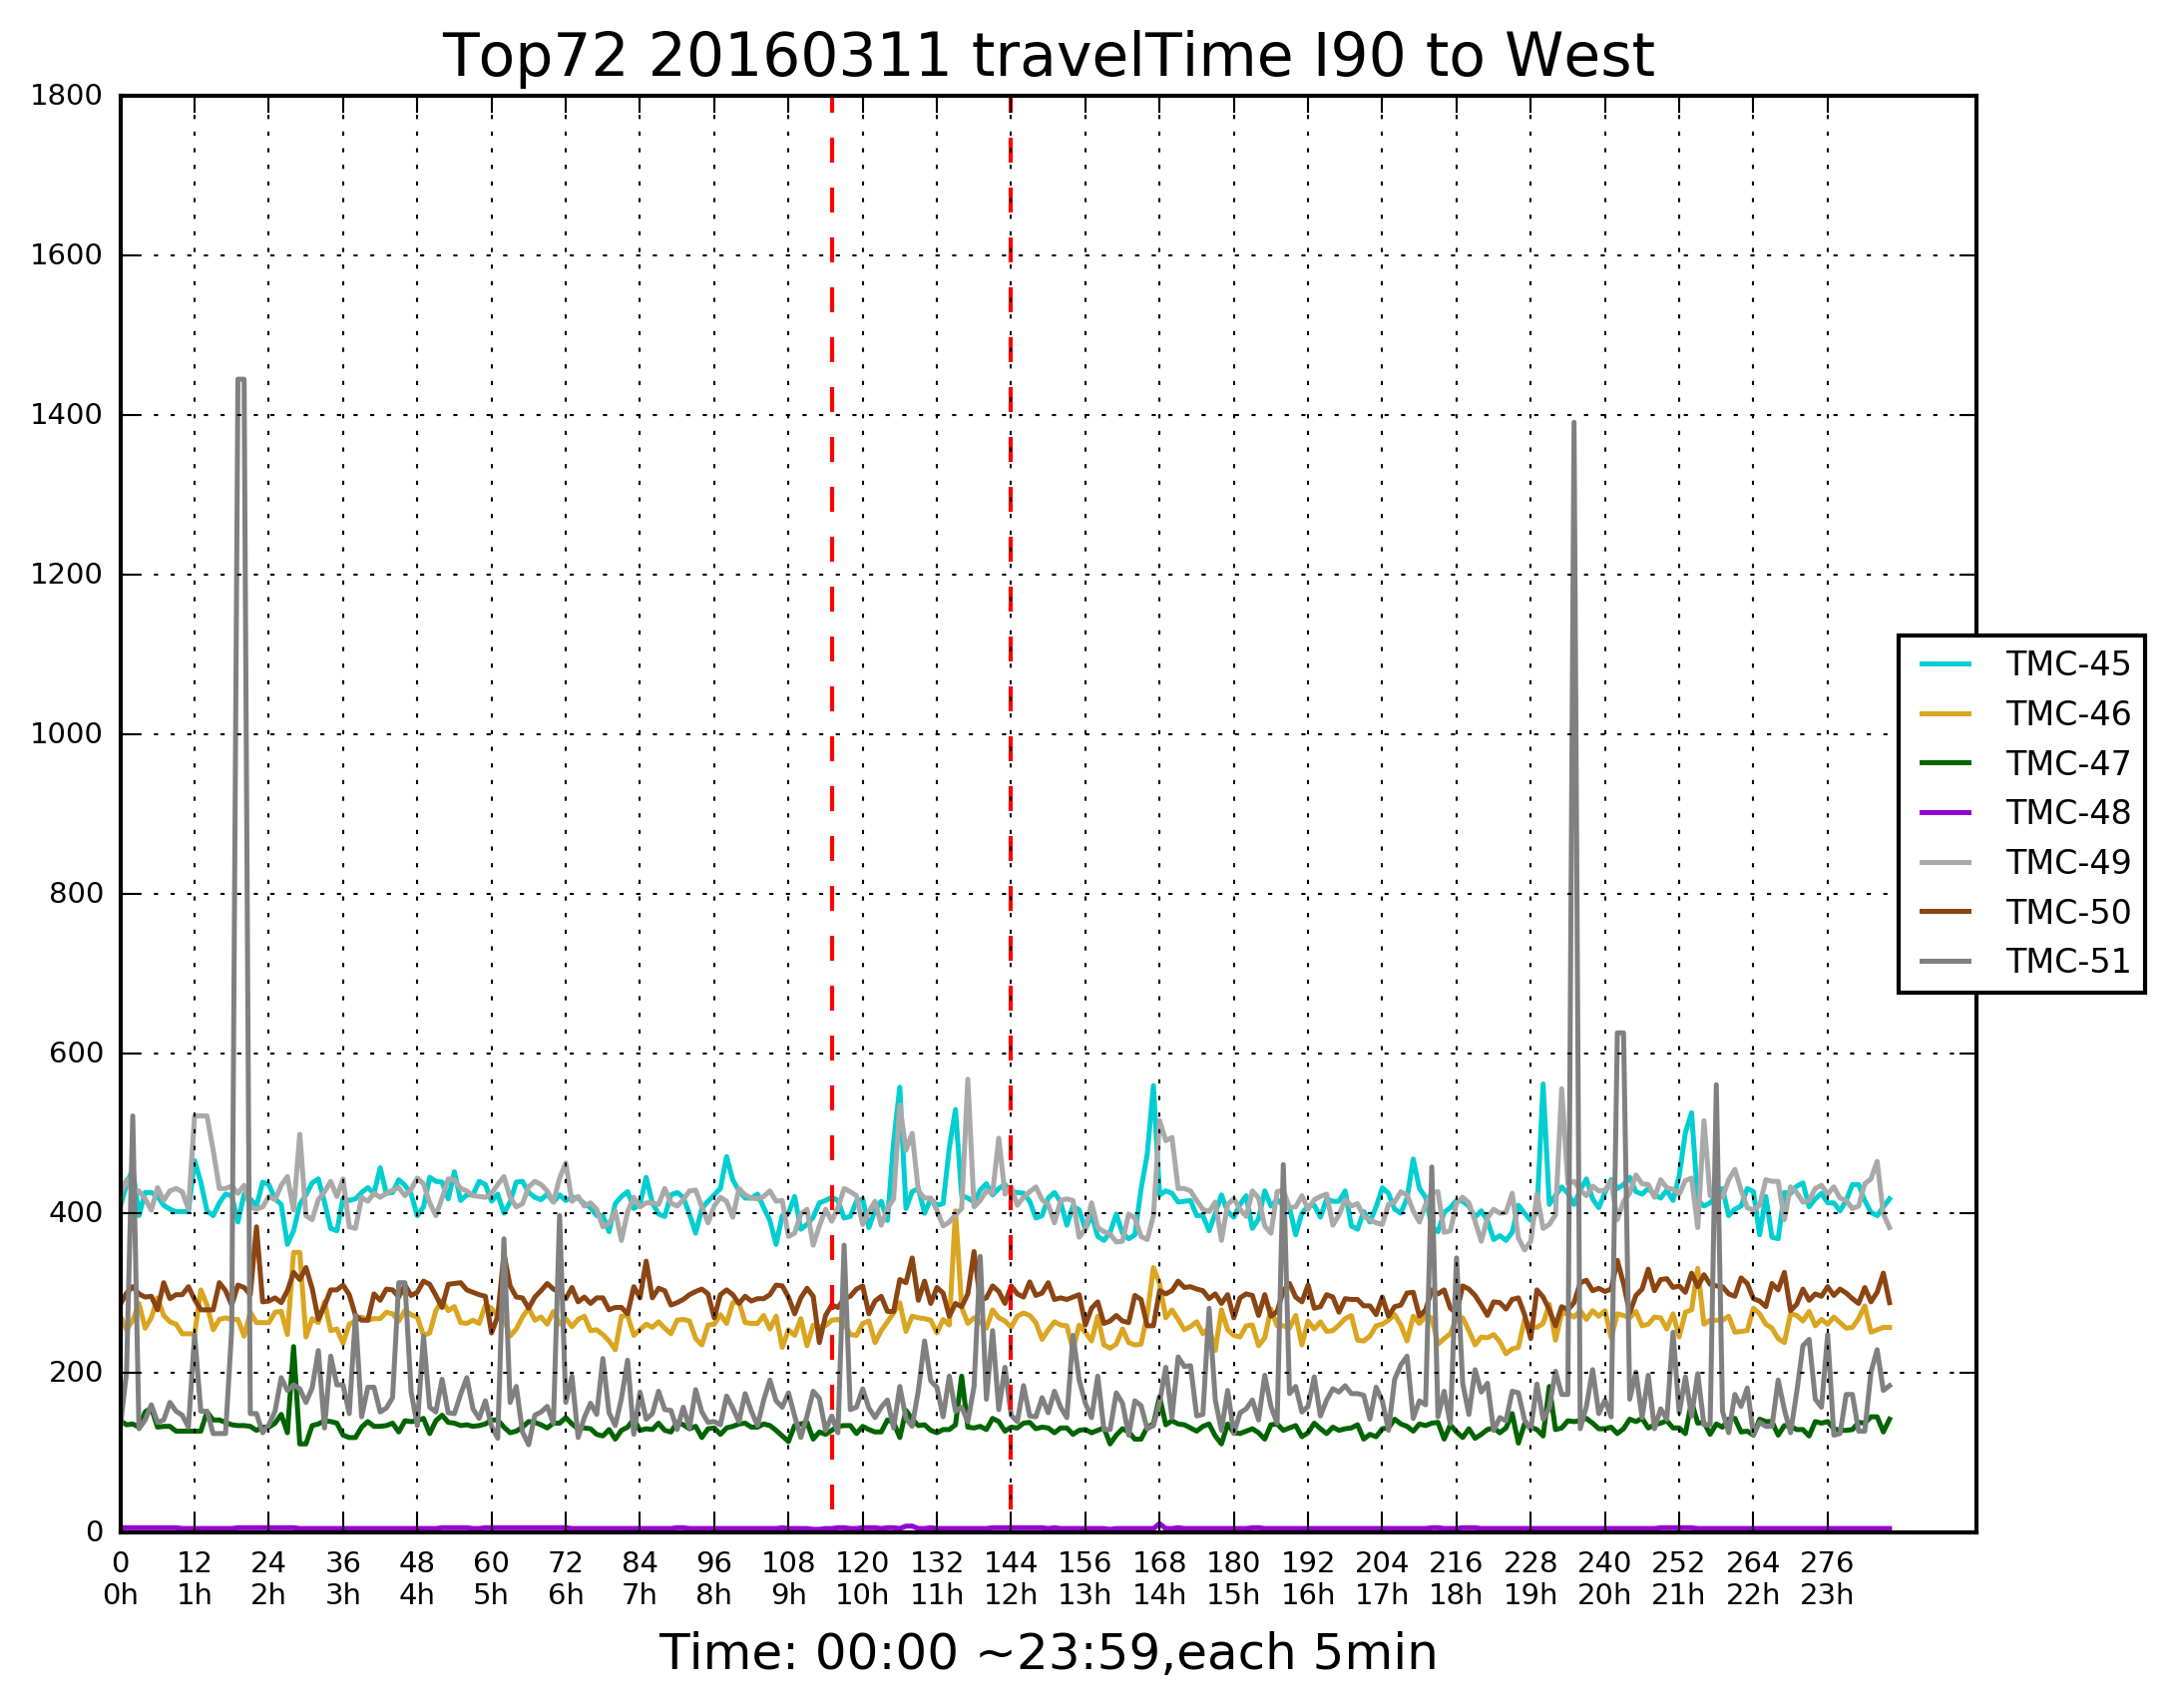 Top72 20160311 travelTime I90 to West
1800
1600
1400
1200
1000
800
600
400
200
0
TMC-45
TMC-46
TMC-47
TMC-48
TMC-49
TMC-50
TMC-51
0 12 24 36 48 60 72 84 96 108 120 132 144 156 168 180 192 204 216 228 240 252 264 276
0h 1h 2h 3h 4h 5h 6h 7h 8h 9h 10h 11h 12h 13h 14h 15h 16h 17h 18h 19h 20h 21h 22h 23h
Time: 00:00 ~23:59,each 5min